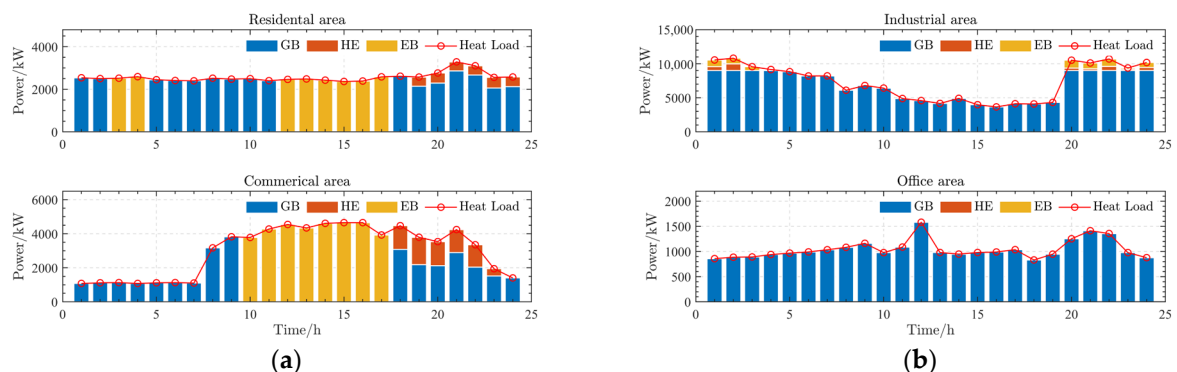 Residental area
Power/kW
4000
2000
0
GB HE EB Heat Load
0 5 10 15 20 25
Commerical area
Power/kW
6000
4000
2000
0
GB HE EB Heat Load
0 5 10 15 20 25
Time/h
(a)
Industrial area
Power/kW
15,000
10,000
5000
0
GB HE EB Heat Load
0 5 10 15 20 25
Office area
Power/kW
2000
1500
1000
500
0
GB HE EB Heat Load
0 5 10 15 20 25
Time/h
(b)